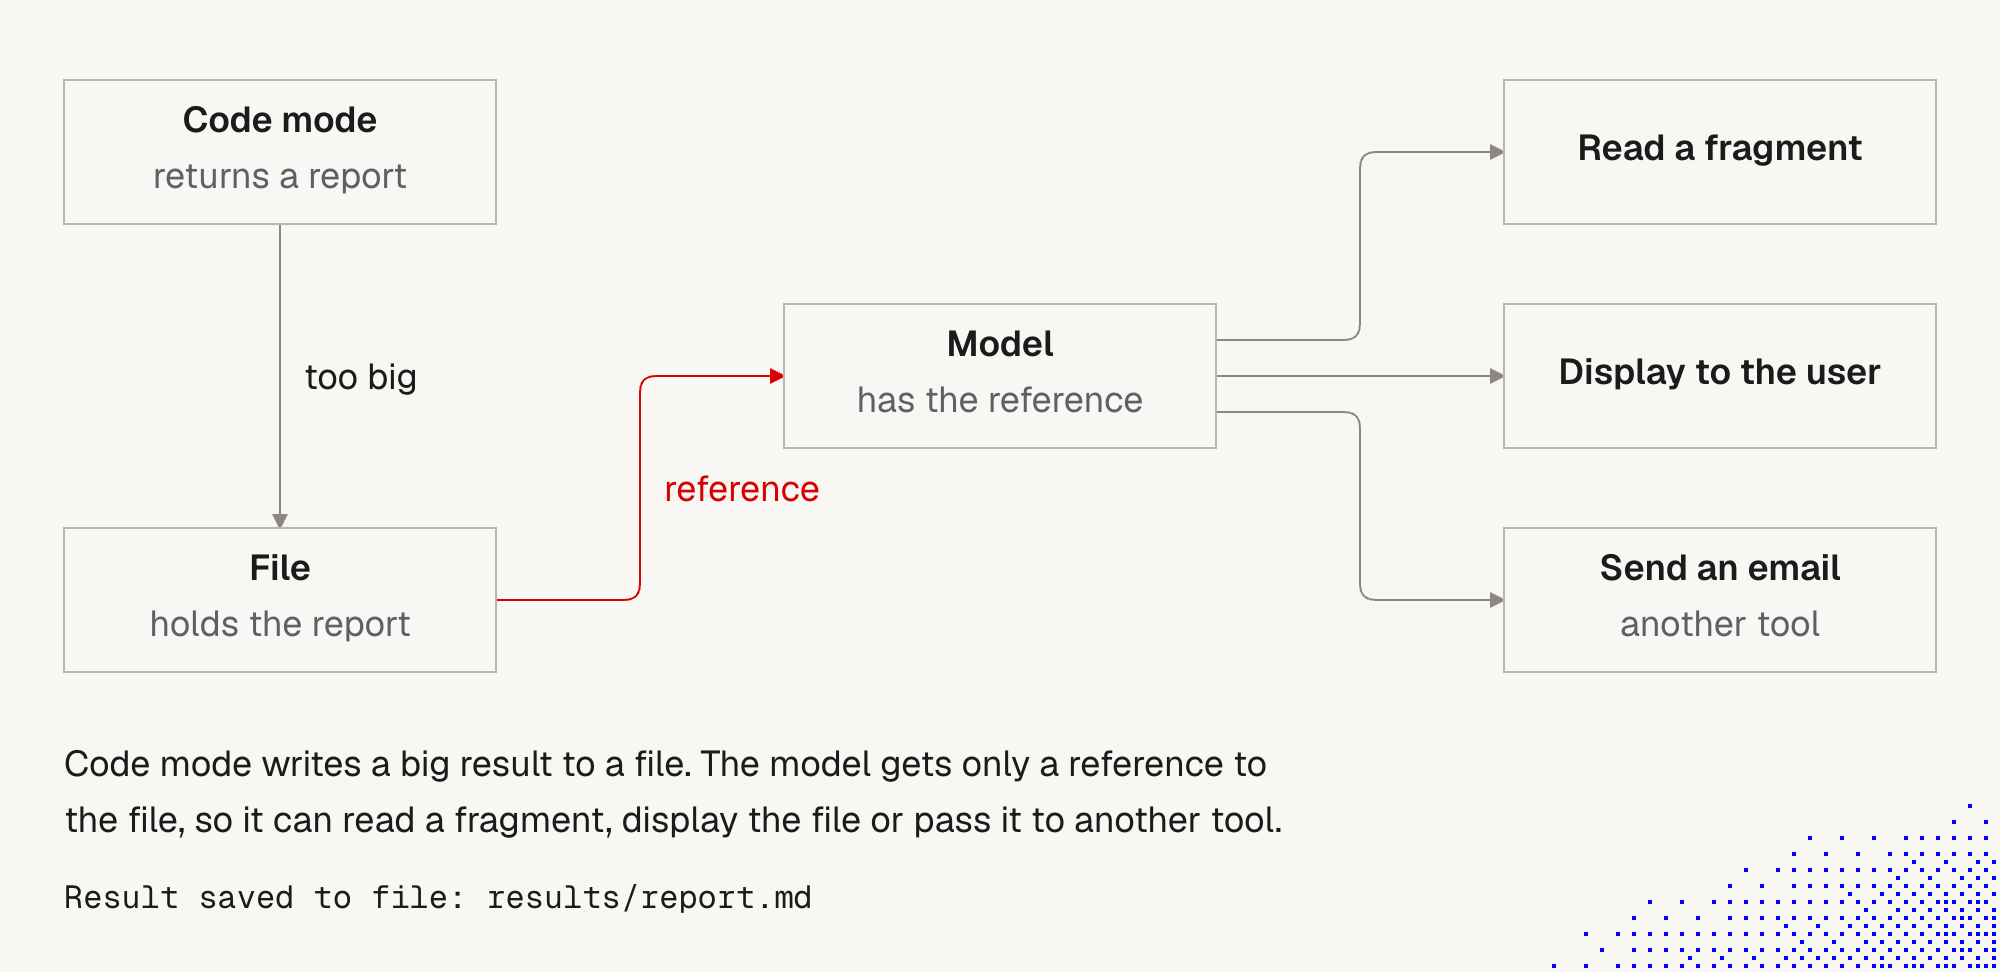 Code mode
returns a report
too big
File
holds the report
reference
Model
has the reference
Read a fragment
Display to the user
Send an email
another tool
Code mode writes a big result to a file. The model gets only a reference to
the file, so it can read a fragment, display the file or pass it to another tool.
Result saved to file: results/report.md